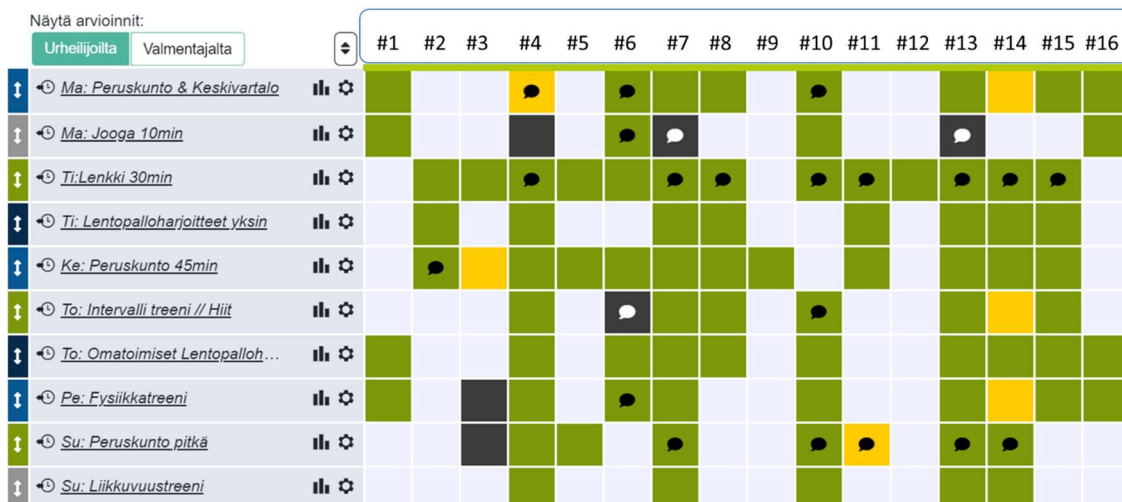 Näytä arvioinnit:
Urheilijoilta Valmentajalta #1 #2 #3 #4 #5 #6 #7 #8 #9 #10 #11 #12 #13 #14 #15 #16
Ma: Peruskunto & Keskivartalo
Ma: Jooga 10min
Ti:Lenkki 30min
Ti: Lentopalloharjoitteet yksin
Ke: Peruskunto 45min
To: Intervalli treeni // Hiit
To: Omatoimiset Lentopalloh...
Pe: Fysiikkatreeni
Su: Peruskunto pitkä
Su: Liikkuvuustreeni